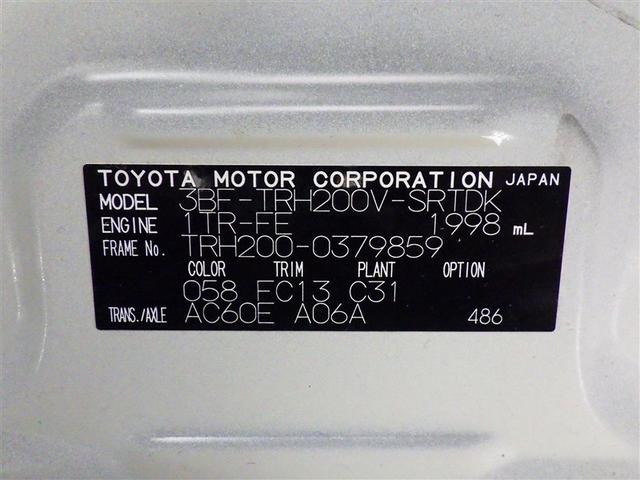 TOYOTA MOTOR CORPORATION JAPAN
MODEL 3BF-TRH200V-SRTDK
ENGINE 1TR-FE 1998 mL
FRAME No. TRH200-0379859
COLOR TRIM PLANT OPTION
058 FC13 C31
TRANS./AXLE AC60E A06A 486